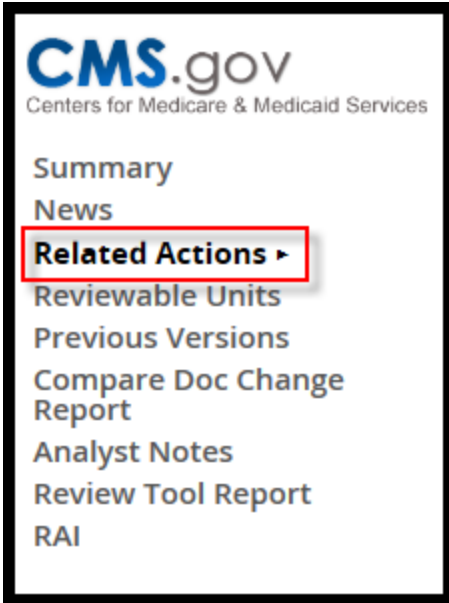 CMS.gov
Centers for Medicare & Medicaid Services
Summary
News
Related Actions ▸
Reviewable Units
Previous Versions
Compare Doc Change
Report
Analyst Notes
Review Tool Report
RAI